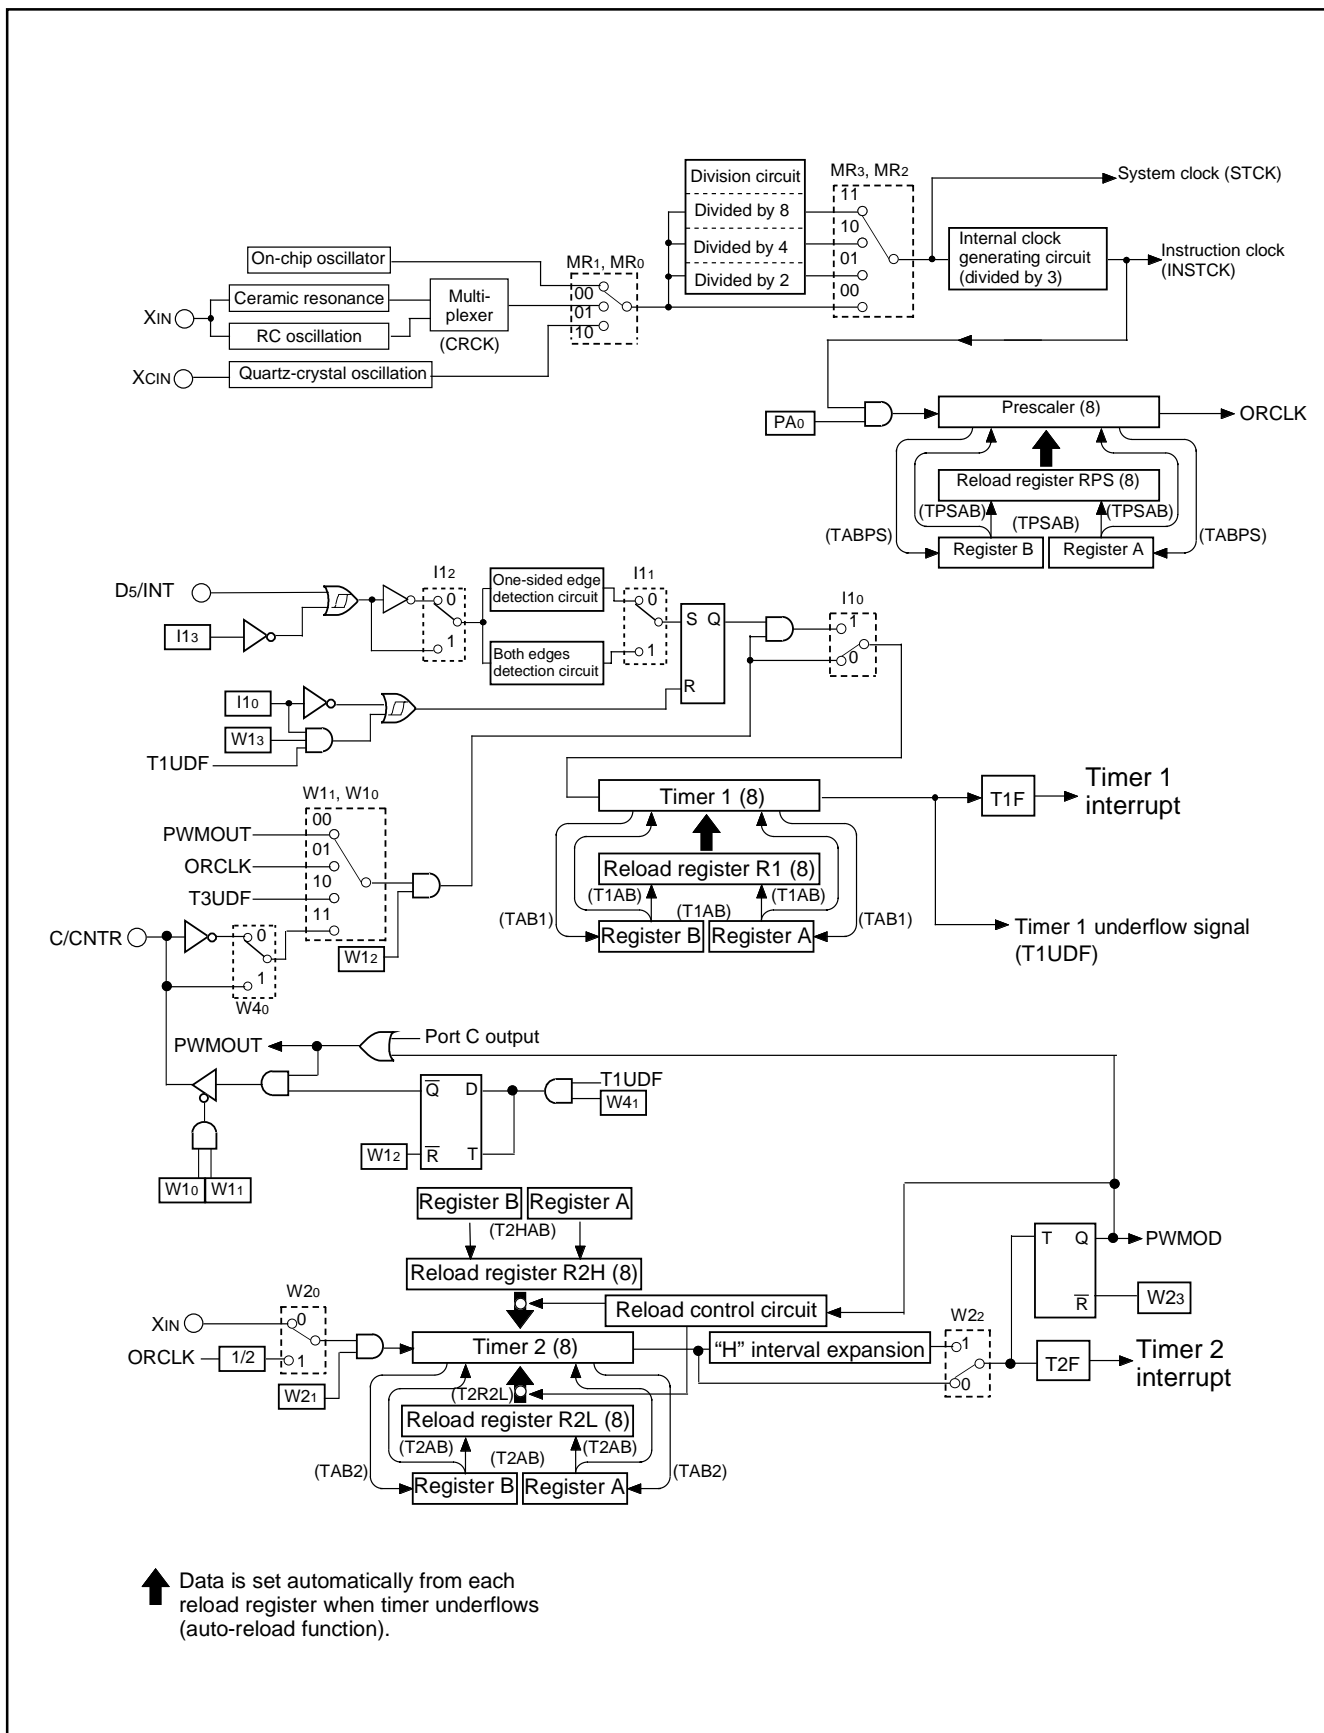 Division circuit
Divided by 8
Divided by 4
Divided by 2
MR3, MR2
11
10
01
00
System clock (STCK)
Internal clock
generating circuit
(divided by 3)
Instruction clock
(INSTCK)
On-chip oscillator
MR1, MR0
00
01
10
XIN
Ceramic resonance
RC oscillation
Multi-
plexer
(CRCK)
XCIN
Quartz-crystal oscillation
PA0
Prescaler (8)
ORCLK
Reload register RPS (8)
(TPSAB)
(TPSAB)
(TPSAB)
(TABPS)
(TABPS)
Register B
Register A
D5/INT
I13
I12
0
1
One-sided edge
detection circuit
Both edges
detection circuit
I11
0
1
S
Q
R
I10
1
0
I10
W13
T1UDF
W11, W10
00
01
10
11
PWMOUT
ORCLK
T3UDF
C/CNTR
0
1
W40
W12
Timer 1 (8)
Reload register R1 (8)
(T1AB)
(T1AB)
(T1AB)
(TAB1)
(TAB1)
Register B
Register A
T1F
Timer 1
interrupt
Timer 1 underflow signal
(T1UDF)
PWMOUT
Port C output
Q
D
R
T
T1UDF
W41
W12
W10
W11
Register B
Register A
(T2HAB)
Reload register R2H (8)
Reload control circuit
T
Q
R
PWMOD
W23
W20
XIN
0
ORCLK
1/2
1
W21
Timer 2 (8)
“H” interval expansion
W22
1
0
T2F
Timer 2
interrupt
(T2R2L)
Reload register R2L (8)
(T2AB)
(T2AB)
(T2AB)
(TAB2)
(TAB2)
Register B
Register A
Data is set automatically from each
reload register when timer underflows
(auto-reload function).